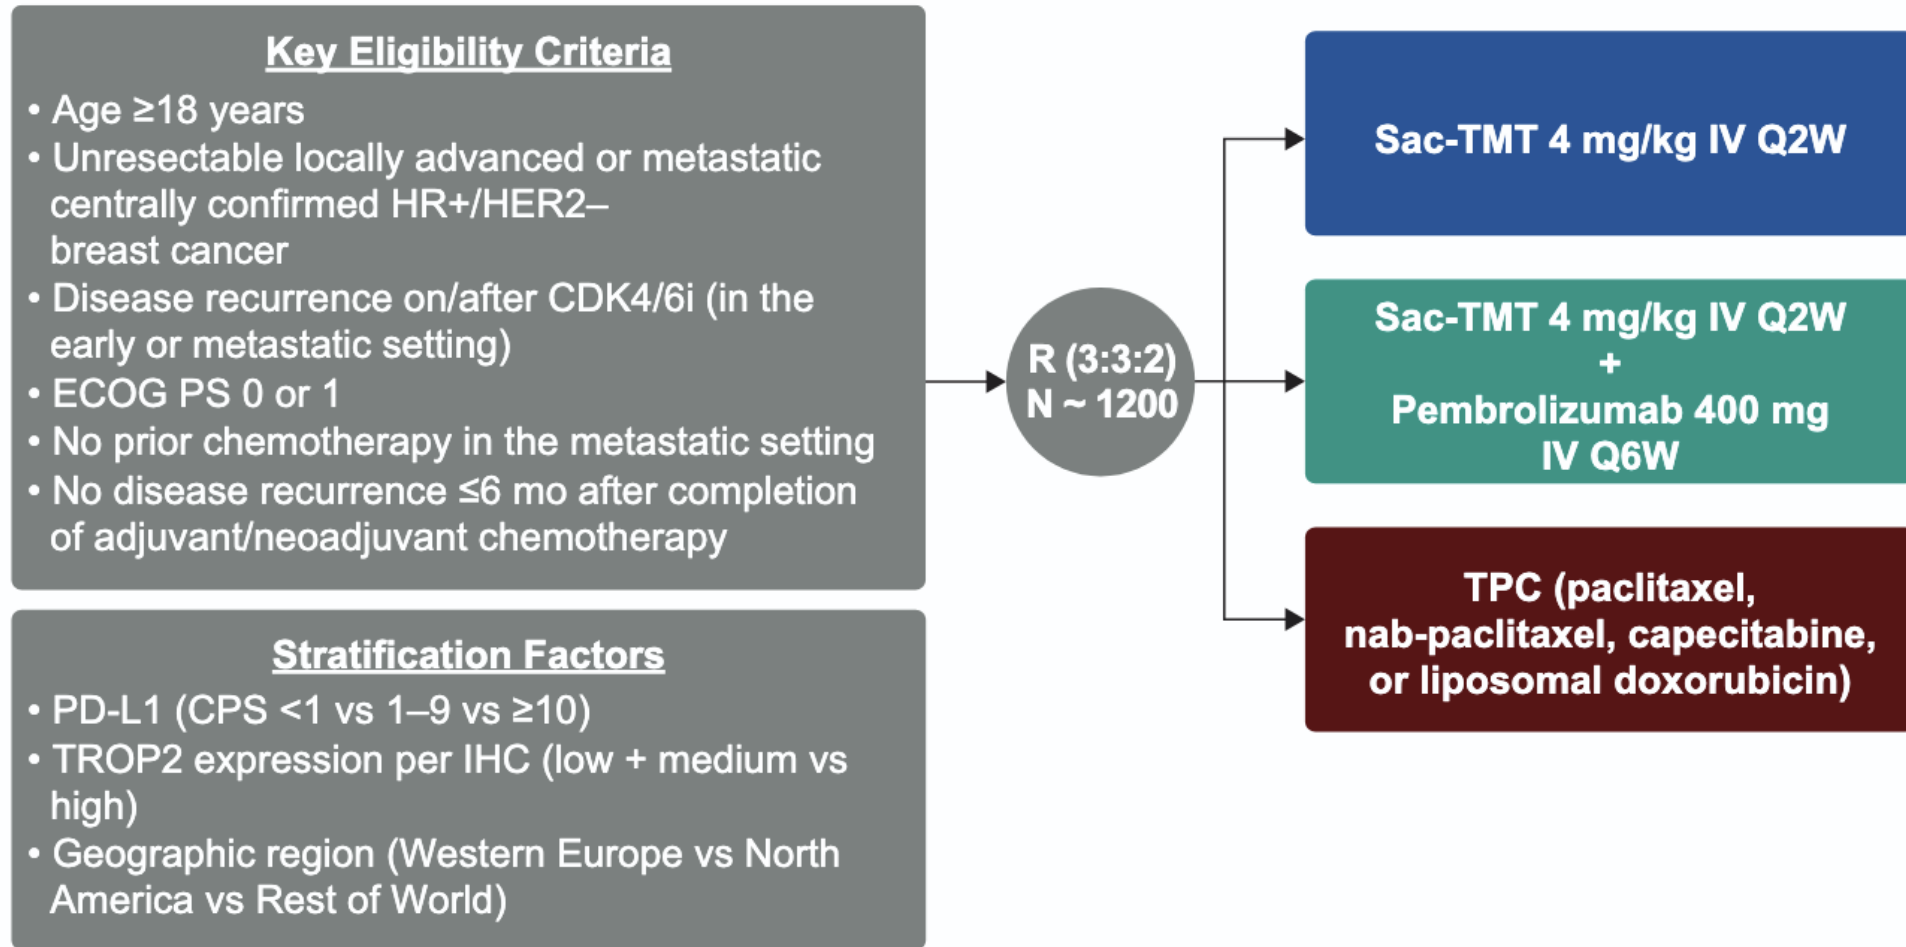 Key Eligibility Criteria
• Age ≥18 years
• Unresectable locally advanced or metastatic
centrally confirmed HR+/HER2–
breast cancer
• Disease recurrence on/after CDK4/6i (in the
early or metastatic setting)
• ECOG PS 0 or 1
• No prior chemotherapy in the metastatic setting
• No disease recurrence ≤6 mo after completion
of adjuvant/neoadjuvant chemotherapy
Stratification Factors
• PD-L1 (CPS <1 vs 1–9 vs ≥10)
• TROP2 expression per IHC (low + medium vs
high)
• Geographic region (Western Europe vs North
America vs Rest of World)
R (3:3:2)
N ~ 1200
Sac-TMT 4 mg/kg IV Q2W
Sac-TMT 4 mg/kg IV Q2W
+
Pembrolizumab 400 mg
IV Q6W
TPC (paclitaxel,
nab-paclitaxel, capecitabine,
or liposomal doxorubicin)